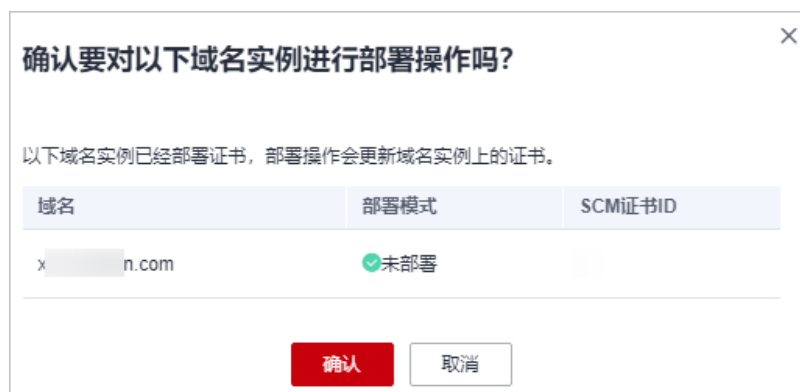 确认要对以下域名实例进行部署操作吗?
以下域名实例已经部署证书，部署操作会更新域名实例上的证书。
域名 部署模式 SCM证书ID
x n.com 未部署
确认 取消